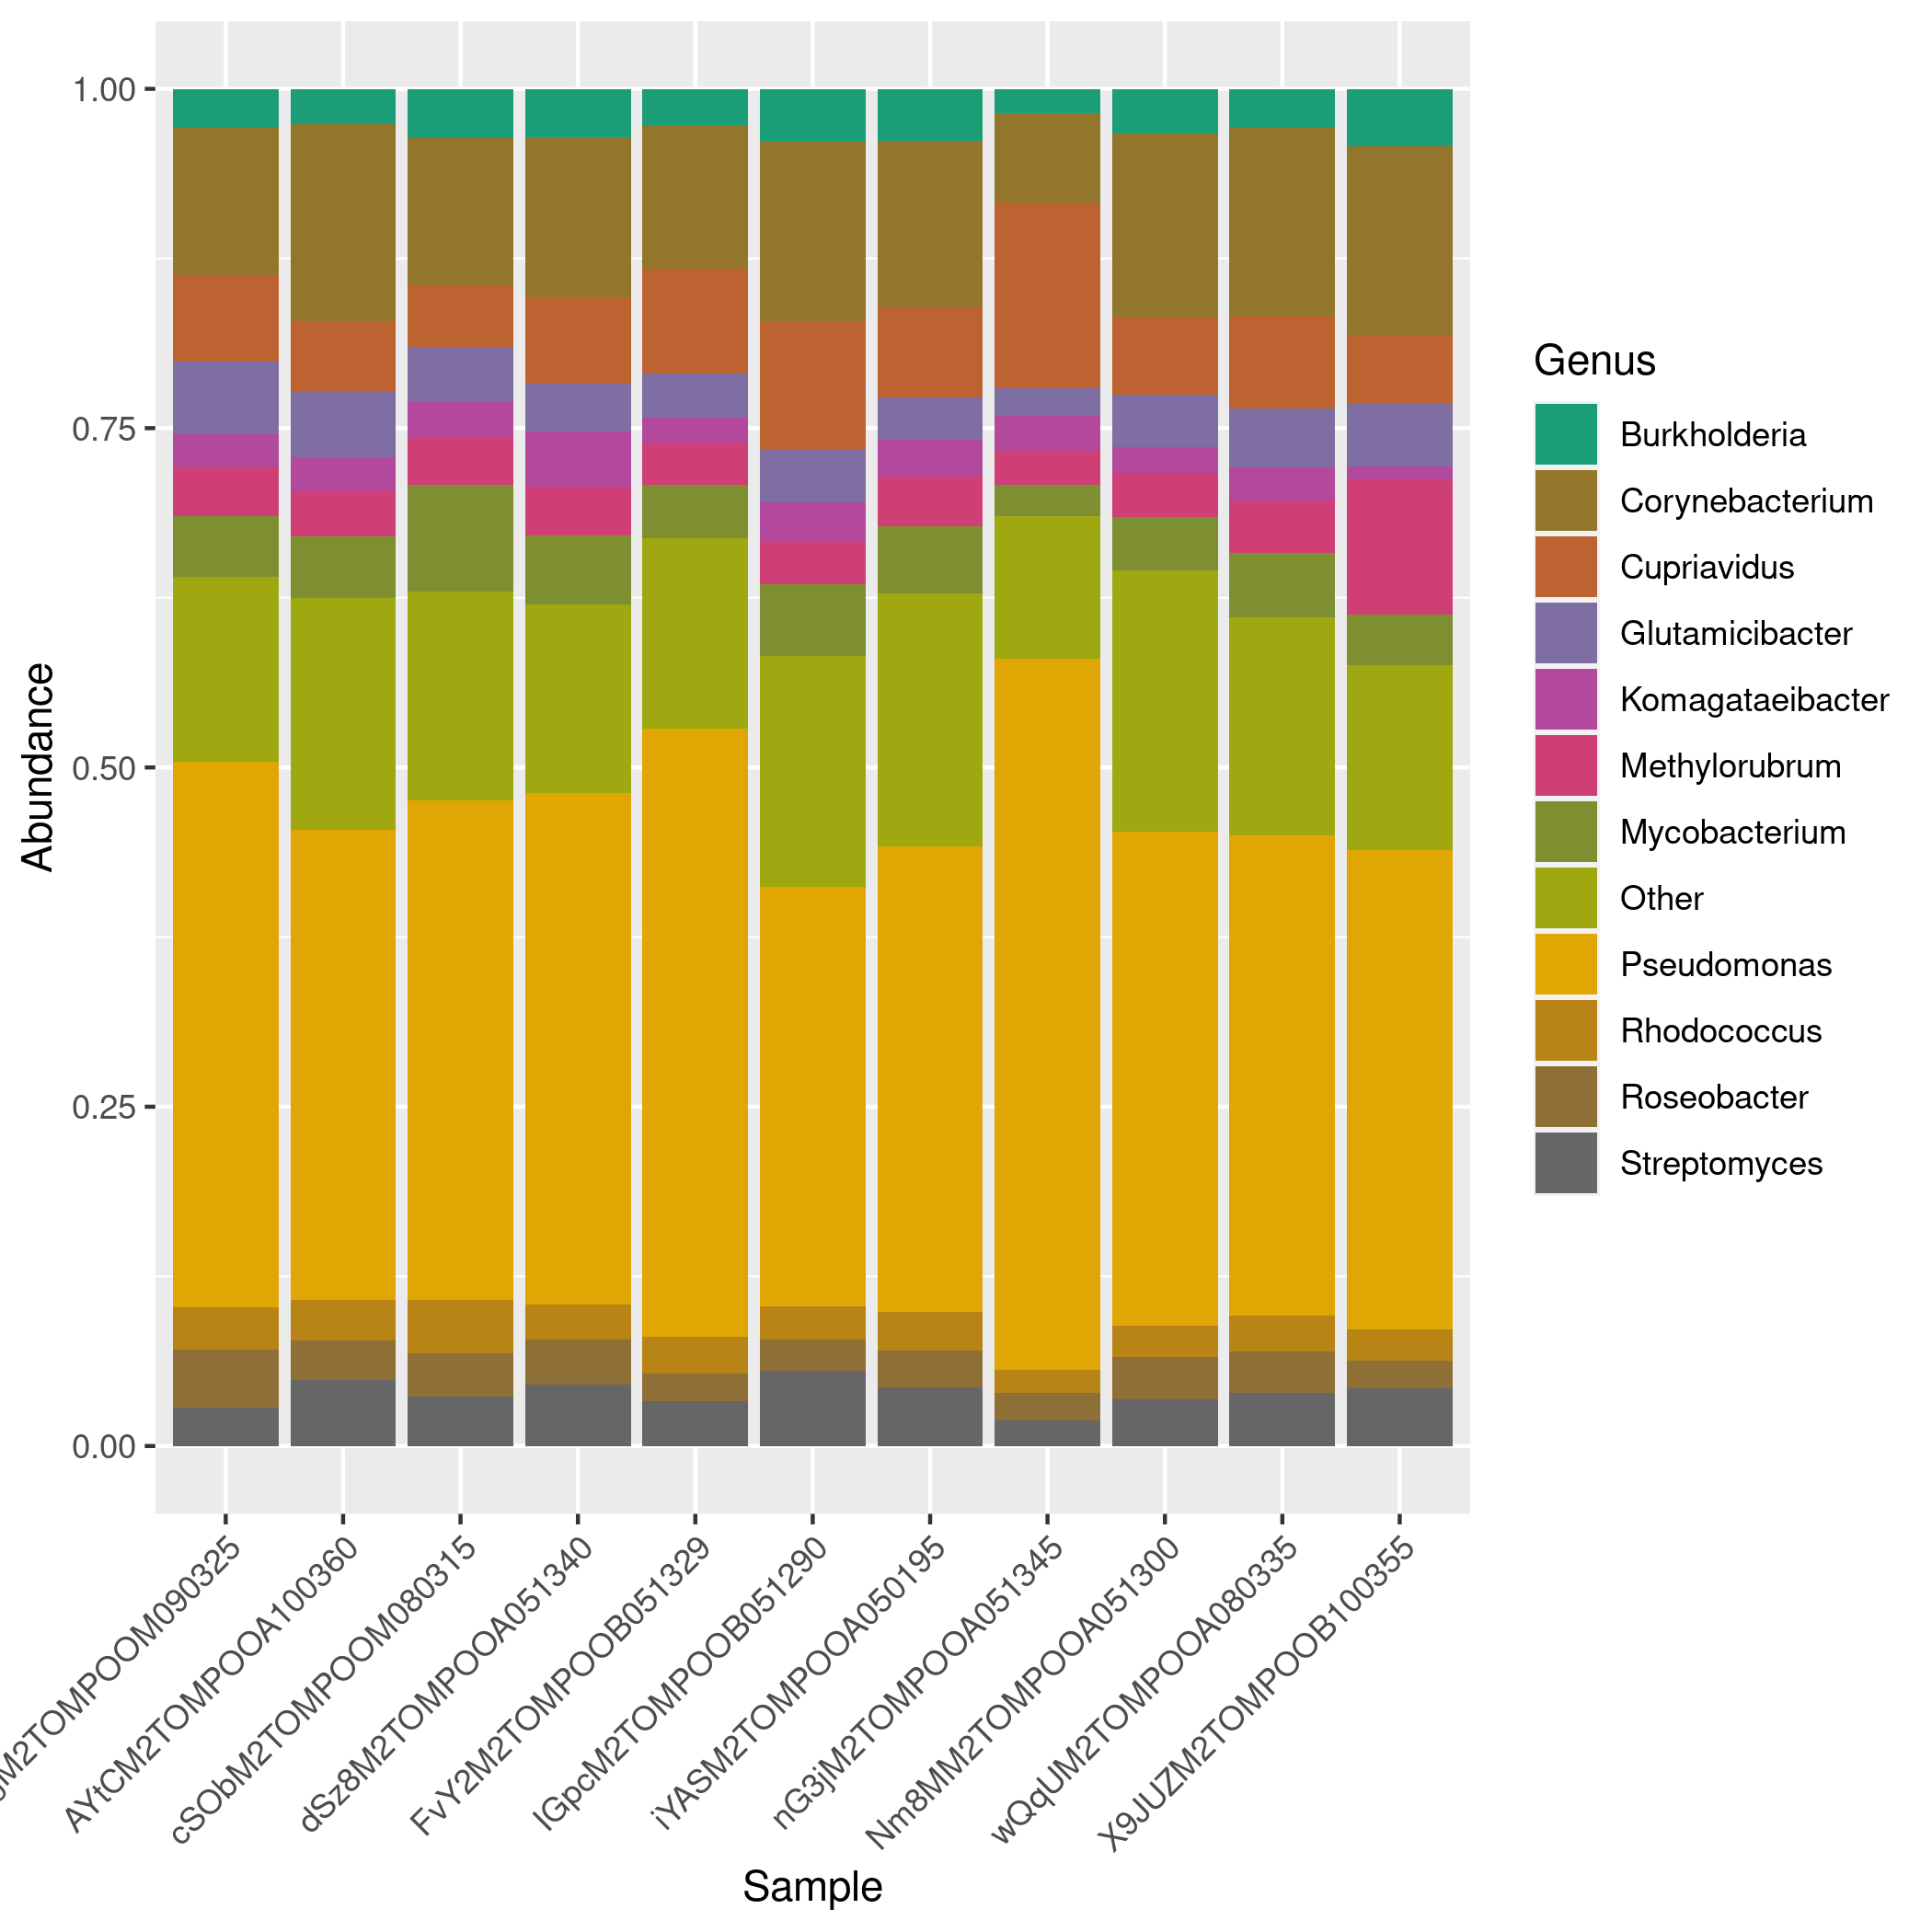 1.00
0.75
0.50
0.25
0.00
Abundance
M2TOMPOOM090325
AYtCM2TOMPOOA100360
cSObM2TOMPOOM080315
dSz8M2TOMPOOA051340
FvY2M2TOMPOOB051329
IGpcM2TOMPOOB051290
iYASM2TOMPOOA050195
nG3jM2TOMPOOA051345
Nm8MM2TOMPOOA051300
wQqUM2TOMPOOA080335
X9JUZM2TOMPOOB100355
Sample
Genus
Burkholderia
Corynebacterium
Cupriavidus
Glutamicibacter
Komagataeibacter
Methylorubrum
Mycobacterium
Other
Pseudomonas
Rhodococcus
Roseobacter
Streptomyces